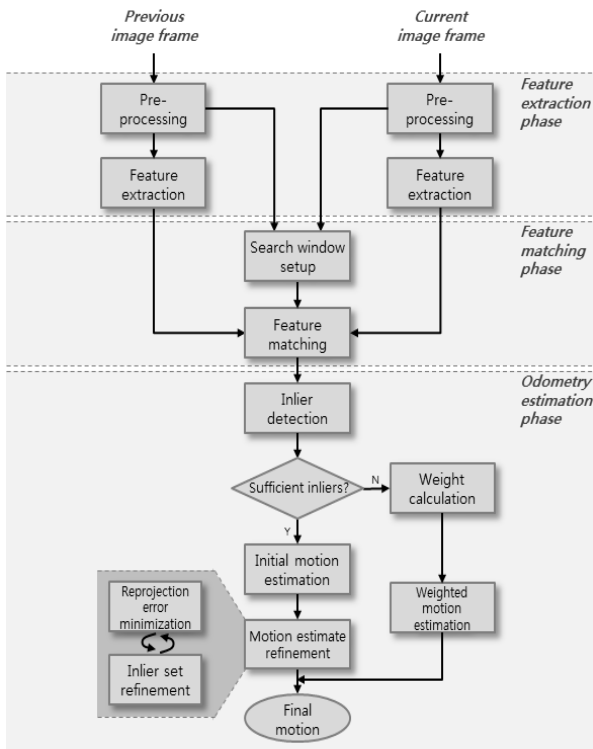 Previous
image frame
Current
image frame
Feature
extraction
phase
Pre-
processing
Pre-
processing
Feature
extraction
Feature
extraction
Feature
matching
phase
Search window
setup
Feature
matching
Odometry
estimation
phase
Inlier
detection
Sufficient inliers?
N
Weight
calculation
Y
Initial motion
estimation
Weighted
motion
estimation
Reprojection
error
minimization
Motion estimate
refinement
Inlier set
refinement
Final
motion